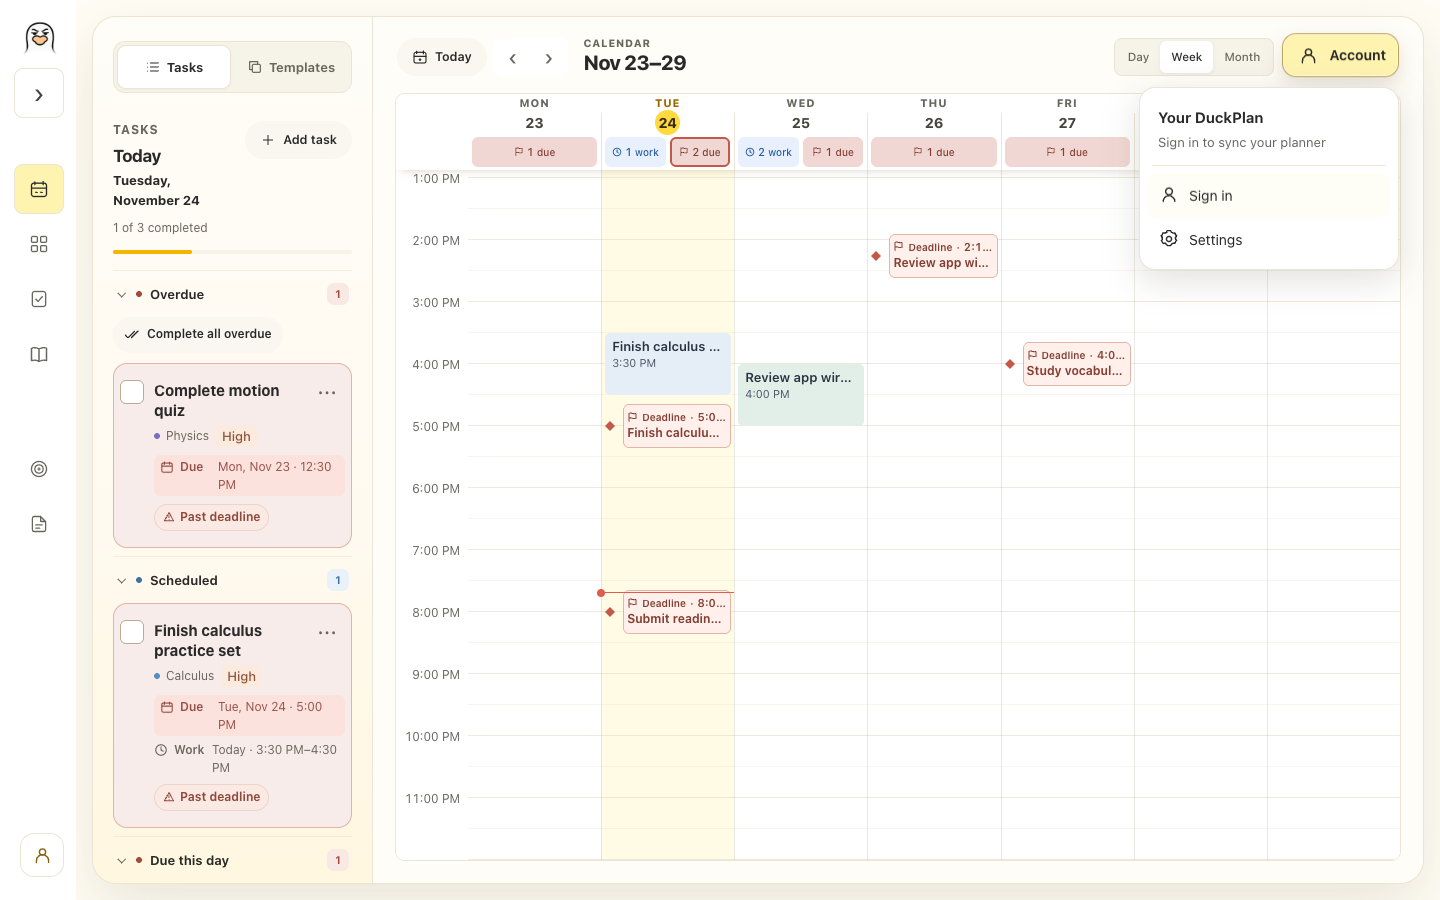 Tasks
Templates
TASKS
Today
Tuesday,
November 24
Add task
1 of 3 completed
Overdue
1
Complete all overdue
Complete motion
quiz
Physics High
Due Mon, Nov 23 · 12:30
PM
Past deadline
Scheduled
1
Finish calculus
practice set
Calculus High
Due Tue, Nov 24 · 5:00
PM
Work Today · 3:30 PM–4:30
PM
Past deadline
Due this day
1
Today
CALENDAR
Nov 23–29
Day Week Month
Account
Your DuckPlan
Sign in to sync your planner
Sign in
Settings
MON TUE WED THU FRI
23 24 25 26 27
1 due 1 work 2 due 2 work 1 due 1 due 1 due
1:00 PM
2:00 PM
Deadline · 2:1...
Review app wi...
3:00 PM
Finish calculus ...
3:30 PM
Deadline · 4:0...
Study vocabul...
4:00 PM
Review app wir...
4:00 PM
Deadline · 5:0...
Finish calculu...
5:00 PM
6:00 PM
7:00 PM
Deadline · 8:0...
Submit readin...
8:00 PM
9:00 PM
10:00 PM
11:00 PM